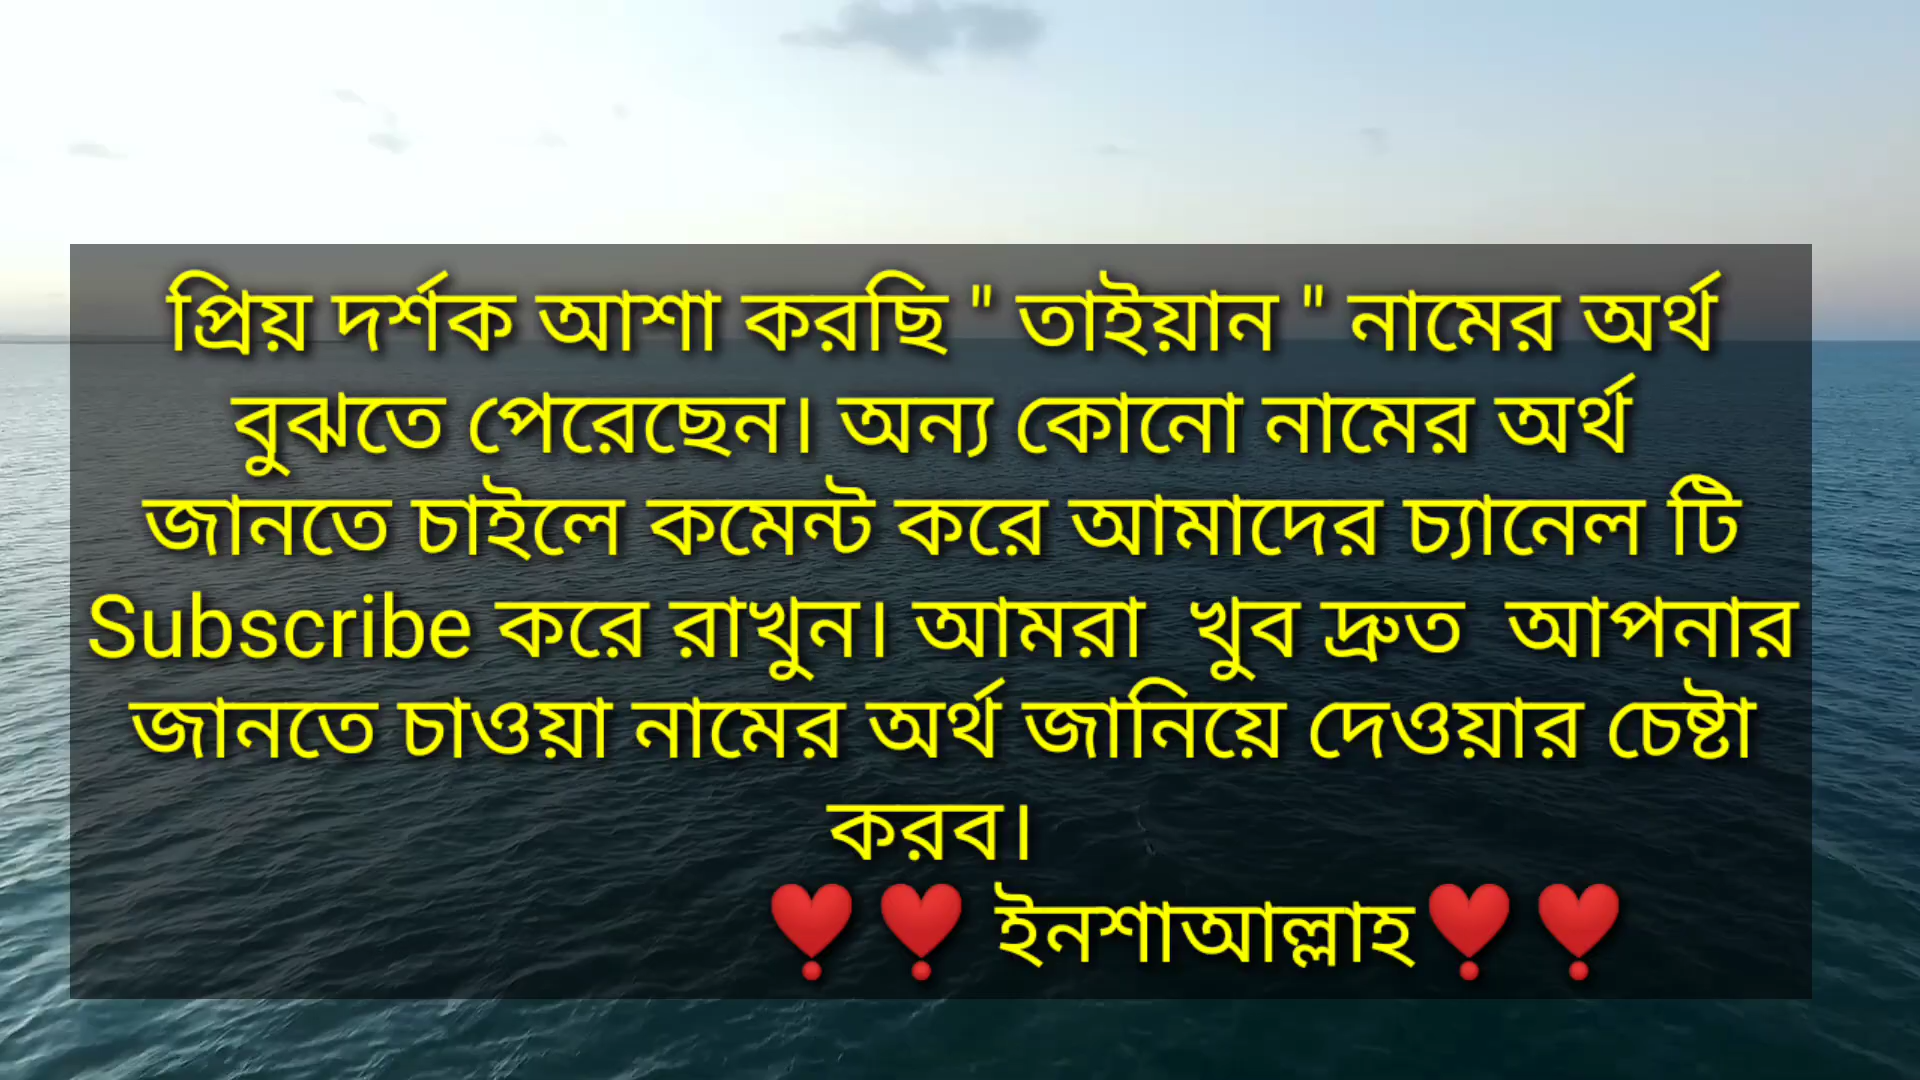 প্রিয় দর্শক আশা করছি " তাইয়ান " নামের অর্থ
বুঝতে পেরেছেন। অন্য কোনো নামের অর্থ
জানতে চাইলে কমেন্ট করে আমাদের চ্যানেল টি
Subscribe করে রাখুন। আমরা খুব দ্রুত আপনার
জানতে চাওয়া নামের অর্থ জানিয়ে দেওয়ার চেষ্টা
করব।
❣️❣️ ইনশাআল্লাহ❣️❣️